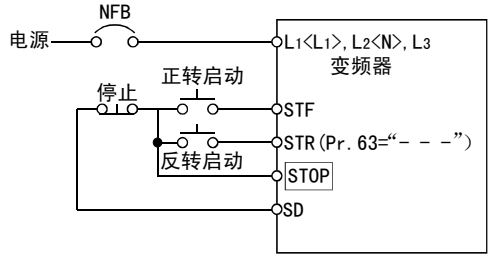 NFB
电源
L1<L1>,L2<N>,L3
变频器
正转启动
停止
STF
STR(Pr.63=“- - -”)
反转启动
STOP
SD